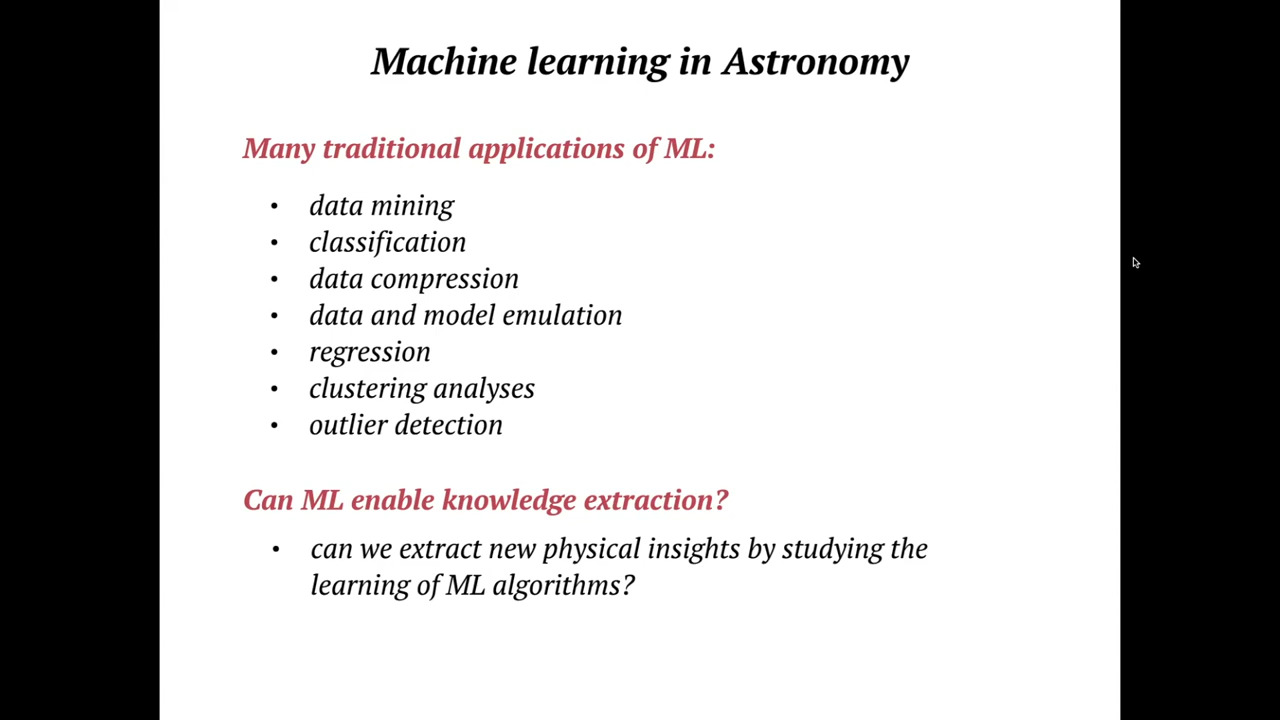 Machine learning in Astronomy
Many traditional applications of ML:
• data mining
• classification
• data compression
• data and model emulation
• regression
• clustering analyses
• outlier detection
Can ML enable knowledge extraction?
• can we extract new physical insights by studying the
learning of ML algorithms?